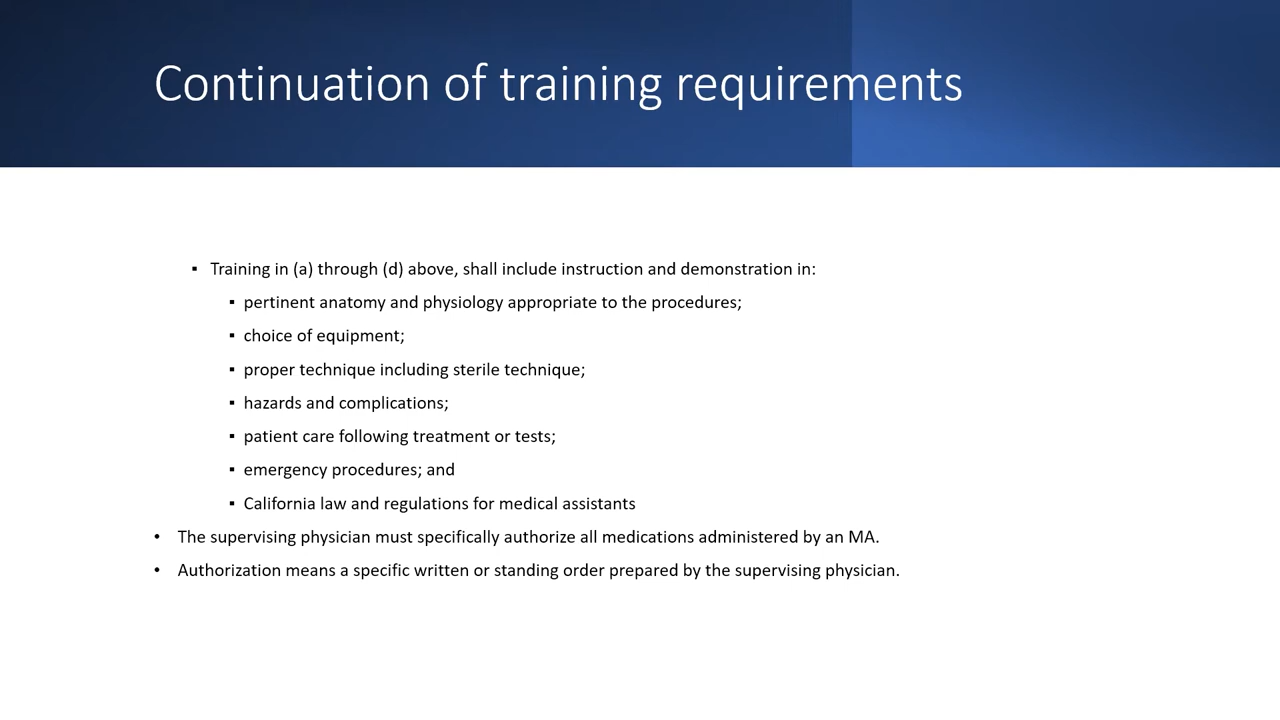 Continuation of training requirements
▪ Training in (a) through (d) above, shall include instruction and demonstration in:
▪ pertinent anatomy and physiology appropriate to the procedures;
▪ choice of equipment;
▪ proper technique including sterile technique;
▪ hazards and complications;
▪ patient care following treatment or tests;
▪ emergency procedures; and
▪ California law and regulations for medical assistants
• The supervising physician must specifically authorize all medications administered by an MA.
• Authorization means a specific written or standing order prepared by the supervising physician.